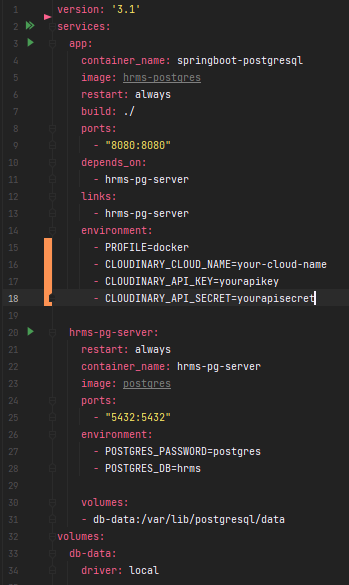 1 version: '3.1'
2 services:
3   app:
4     container_name: springboot-postgresql
5     image: hrms-postgres
6     restart: always
7     build: ./
8     ports:
9       - "8080:8080"
10     depends_on:
11       - hrms-pg-server
12     links:
13       - hrms-pg-server
14     environment:
15       - PROFILE=docker
16       - CLOUDINARY_CLOUD_NAME=your-cloud-name
17       - CLOUDINARY_API_KEY=yourapikey
18       - CLOUDINARY_API_SECRET=yourapisecret
19
20   hrms-pg-server:
21     restart: always
22     container_name: hrms-pg-server
23     image: postgres
24     ports:
25       - "5432:5432"
26     environment:
27       - POSTGRES_PASSWORD=postgres
28       - POSTGRES_DB=hrms
29
30     volumes:
31     - db-data:/var/lib/postgresql/data
32 volumes:
33   db-data:
34     driver: local